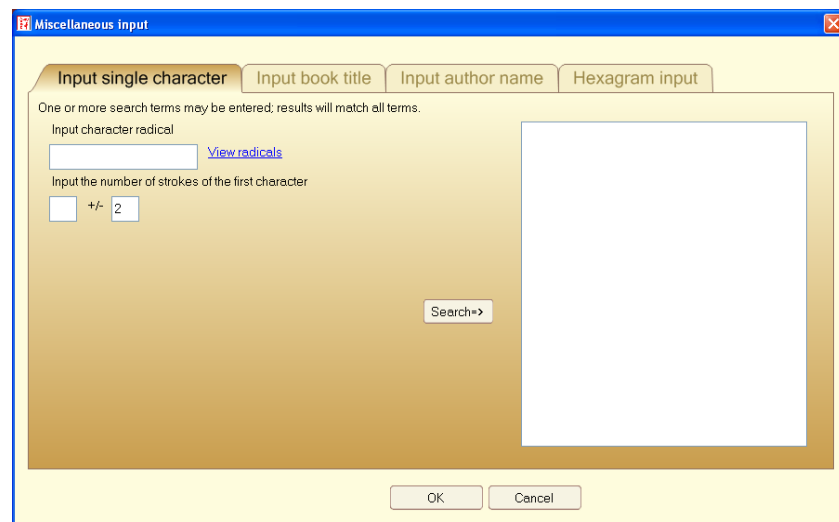 Miscellaneous input
Input single character Input book title Input author name Hexagram input
One or more search terms may be entered; results will match all terms.
Input character radical
View radicals
Input the number of strokes of the first character
+/- 2
Search=>
OK Cancel